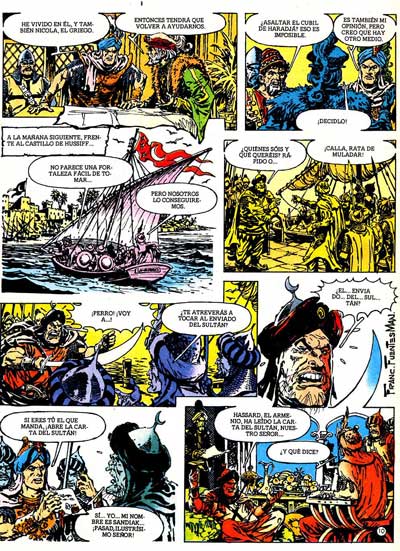 HE VIVIDO EN ÉL, Y TAM-
BIÉN NICOLA, EL GRIEGO.
ENTONCES TENDRÁ QUE
VOLVER A AYUDARNOS.
¿ASALTAR EL CUBIL
DE HARADJA? ESO ES
IMPOSIBLE.
ES TAMBIÉN MI
OPINIÓN, PERO
CREO QUE HAY
OTRO MEDIO.
¡DECIDLO!
A LA MAÑANA SIGUIENTE, FREN-
TE AL CASTILLO DE HUSSIFF...
NO PARECE UNA FOR-
TALEZA FÁCIL DE TO-
MAR...
PERO NOSOTROS
LO CONSEGUIRE-
MOS.
¿QUIÉNES SÓIS Y
QUÉ QUERÉIS? RÁ-
PIDO...
¡CALLA, RATA DE
MULADAR!
¡PERRO! ¡VOY
A...!
¿TE ATREVERÁS A
TOCAR AL ENVIADO
DEL SULTÁN?
¿EL... ENVIA
DO... DEL... SUL-
TÁN?
FRANC. FUENTES MAN.
SI ERES TÚ EL QUE
MANDA, ¡ABRE LA CAR-
TA DEL SULTÁN!
SÍ... YO... MI NOM-
BRE ES SANDIAK...
¡PASAD, ILUSTRÍSI-
MO SEÑOR!
HASSARD, EL ARME-
NIO, HA LEÍDO LA CAR-
TA DEL SULTÁN, NUES-
TRO SEÑOR...
¿Y QUÉ DICE?
10